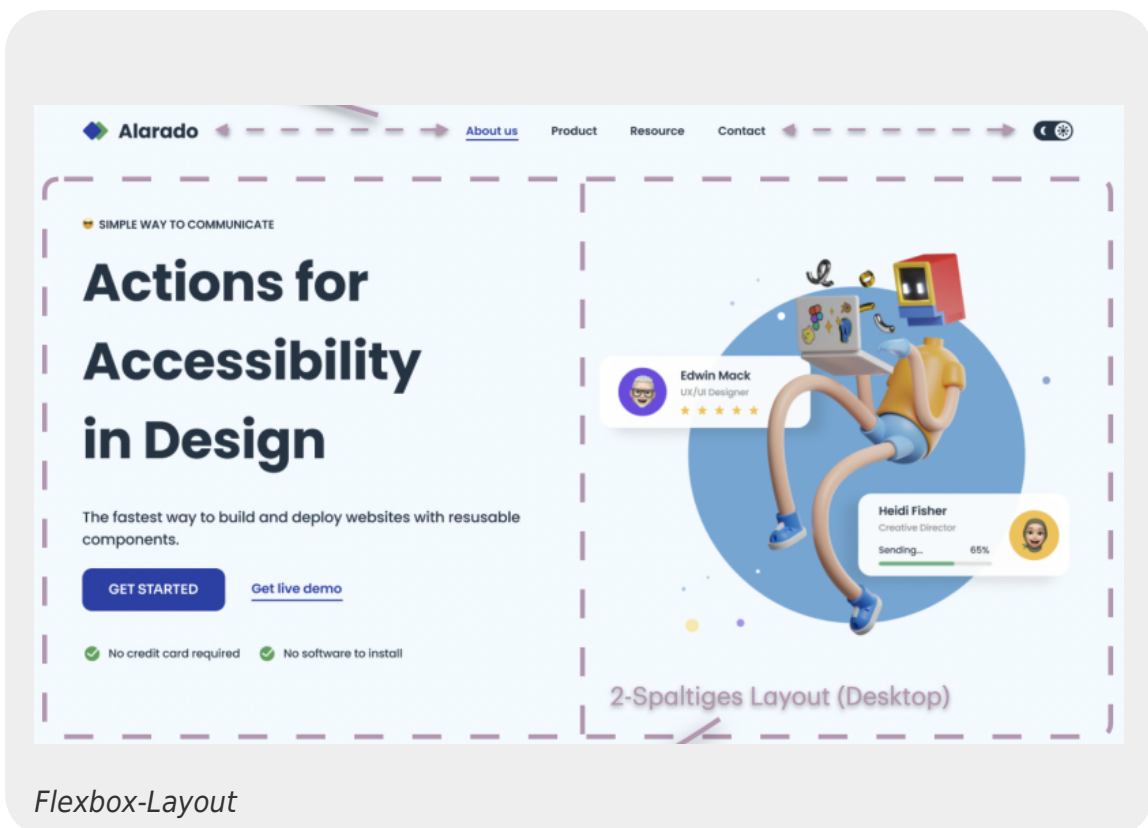 Alarado
About us
Product
Resource
Contact
SIMPLE WAY TO COMMUNICATE
Actions for
Accessibility
in Design
The fastest way to build and deploy websites with resusable
components.
GET STARTED
Get live demo
No credit card required
No software to install
Edwin Mack
UX/UI Designer
Heidi Fisher
Creative Director
Sending...
65%
2-Spaltiges Layout (Desktop)
Flexbox-Layout